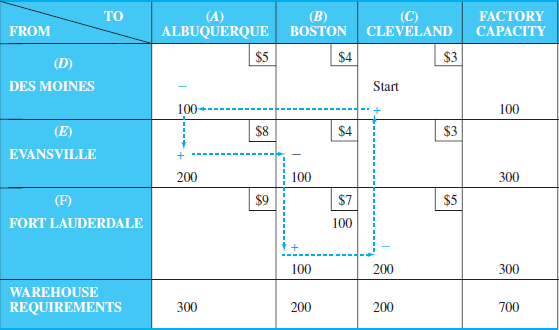 TO (A) (B) (C) FACTORY
FROM ALBUQUERQUE BOSTON CLEVELAND CAPACITY
(D) $5 $4 $3
DES MOINES − Start
100 + 100
(E) $8 $4 $3
EVANSVILLE + −
200 100 300
(F) $9 $7 $5
FORT LAUDERDALE 100
+ −
100 200 300
WAREHOUSE
REQUIREMENTS 300 200 200 700